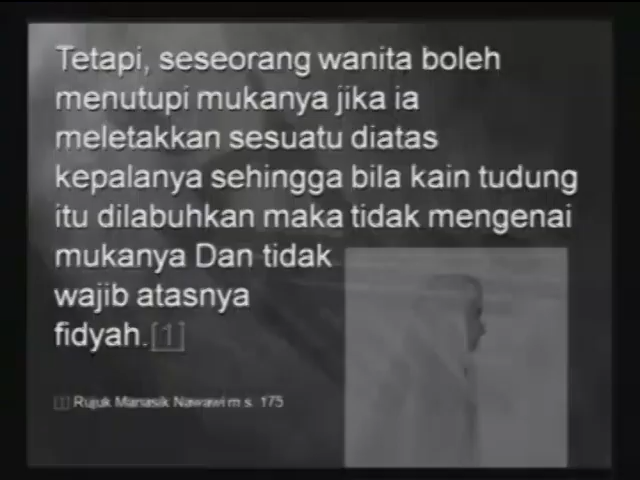 Tetapi, seseorang wanita boleh
menutupi mukanya jika ia
meletakkan sesuatu diatas
kepalanya sehingga bila kain tudung
itu dilabuhkan maka tidak mengenai
mukanya Dan tidak
wajib atasnya
fidyah.[1]
[1] Rujuk Manasik Nawawi m.s. 175